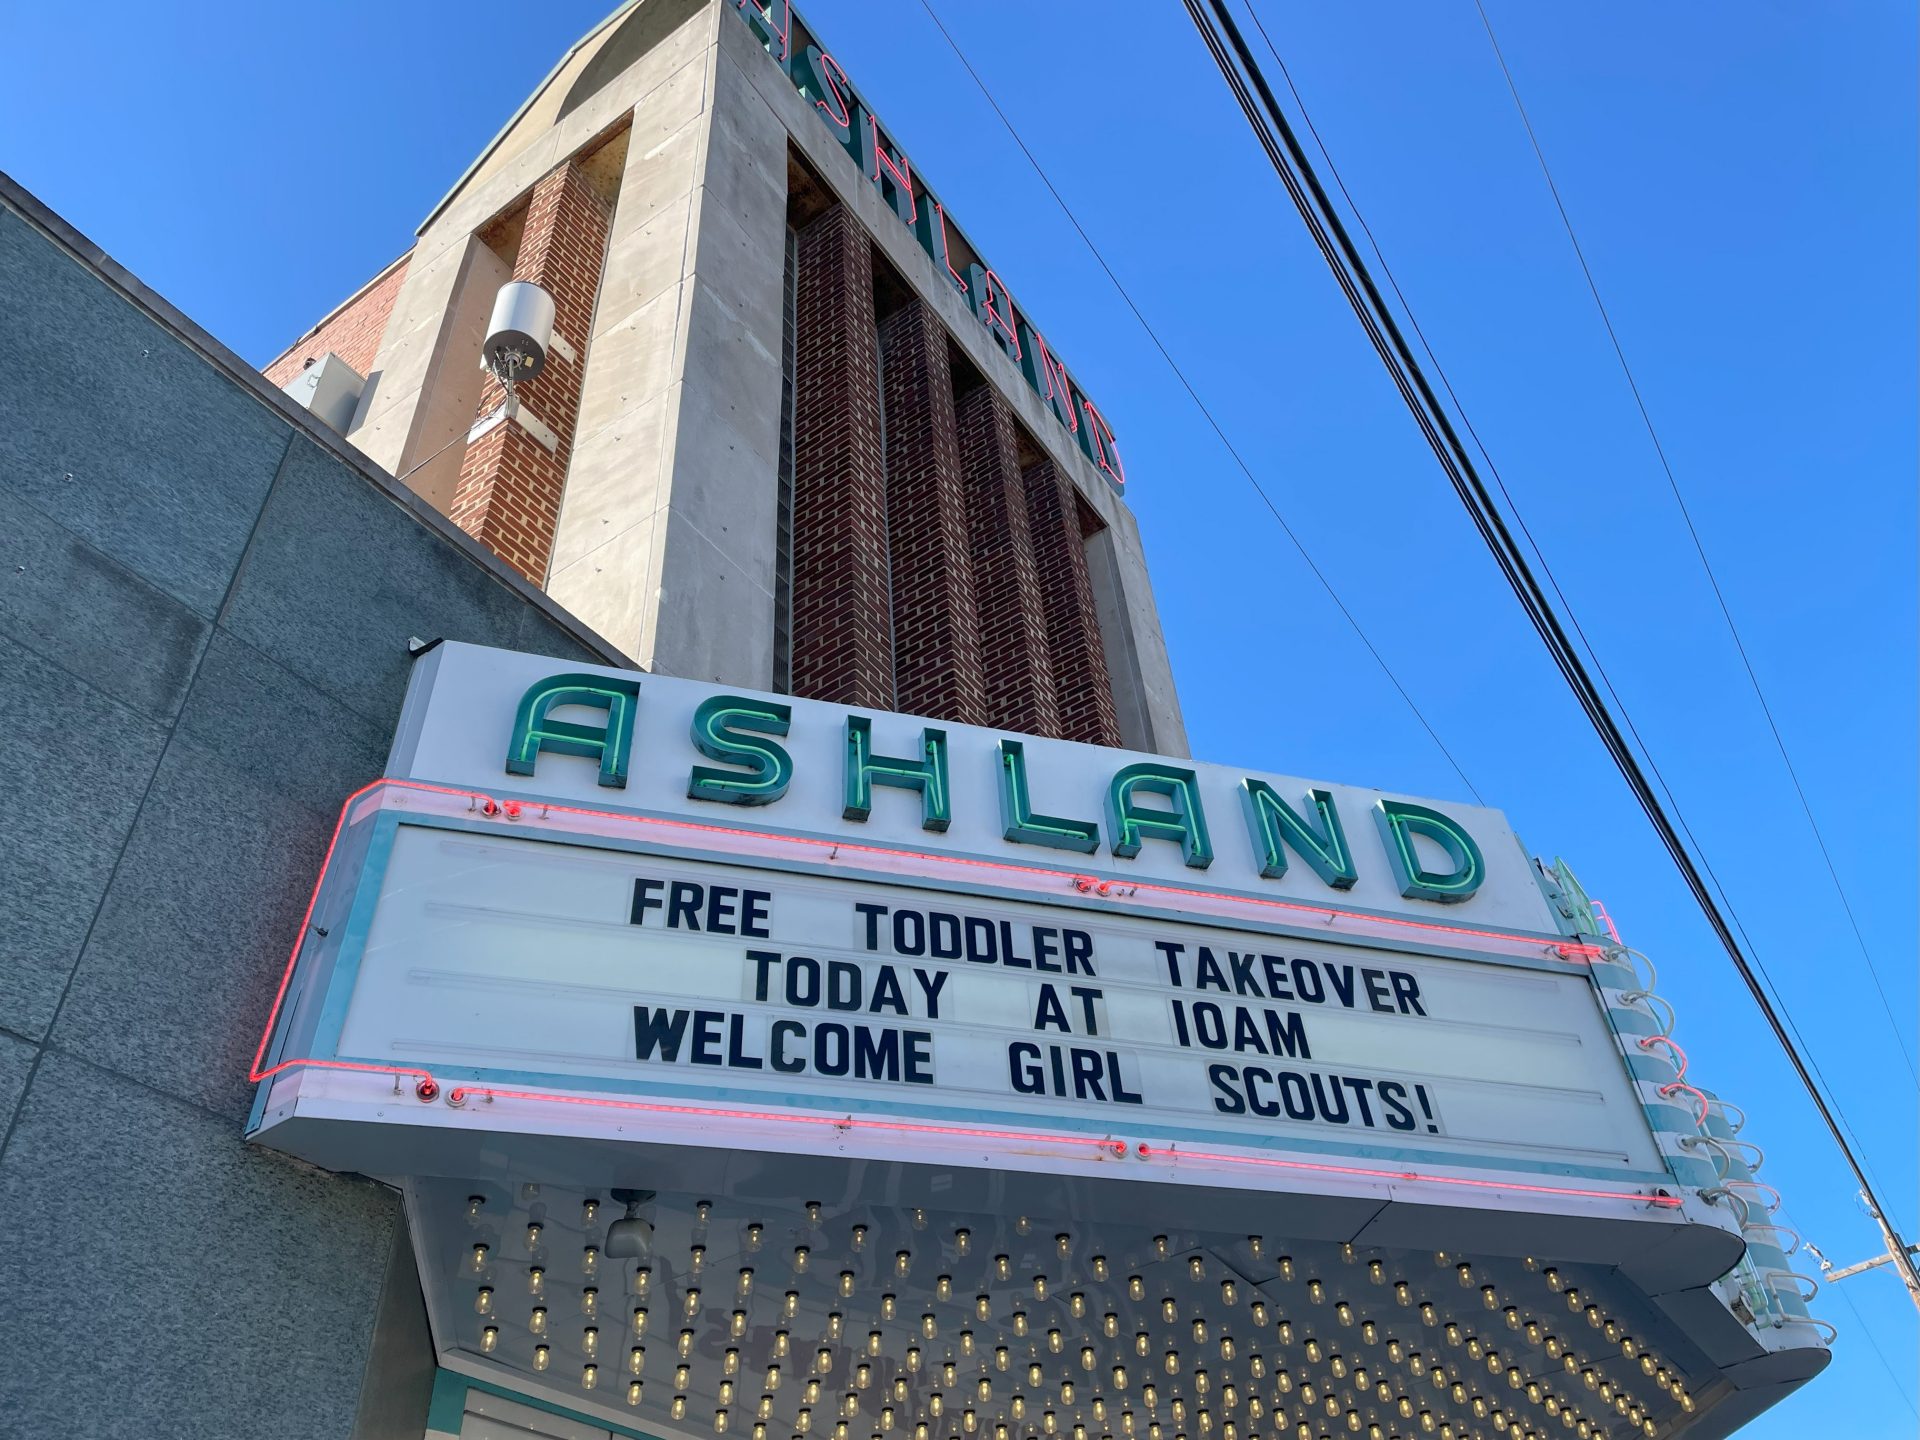 ASHLAND
ASHLAND
FREE TODDLER TAKEOVER
TODAY AT 10AM
WELCOME GIRL SCOUTS!